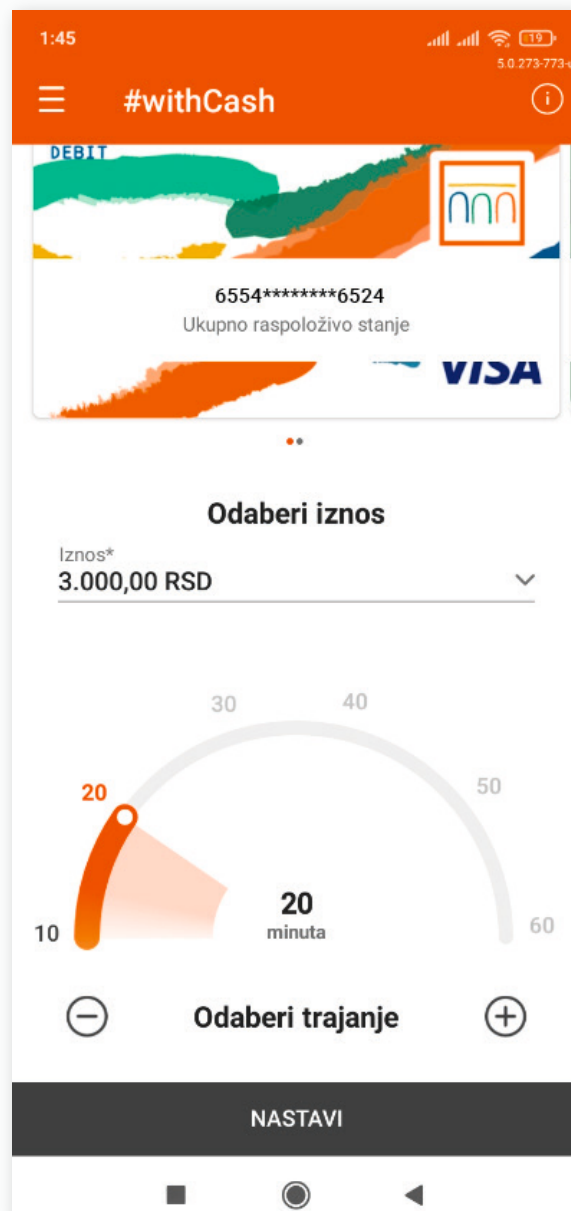 1:45
19
5.0.273-773-u
#withCash
DEBIT
6554********6524
Ukupno raspoloživo stanje
VISA
Odaberi iznos
Iznos*
3.000,00 RSD
30
40
20
50
10
20
minuta
60
Odaberi trajanje
NASTAVI